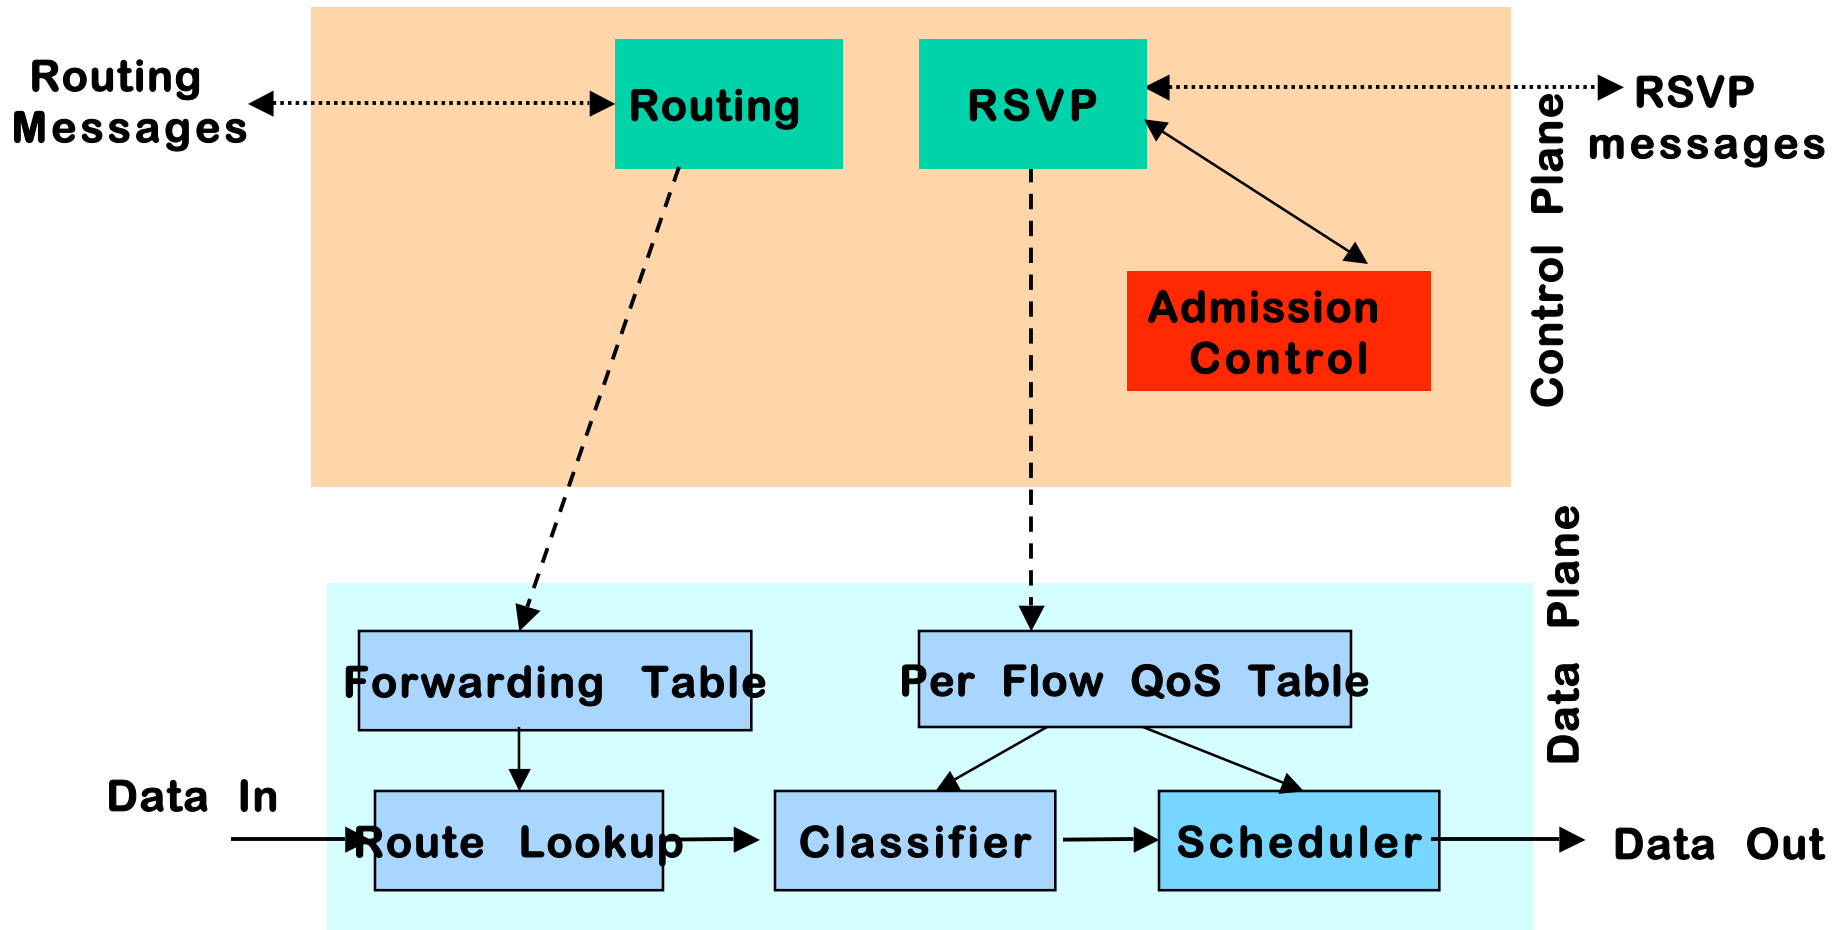 Routing
Messages
Routing
RSVP
RSVP
messages
Admission
Control
Control Plane
Data Plane
Forwarding Table
Per Flow QoS Table
Data In
Route Lookup
Classifier
Scheduler
Data Out